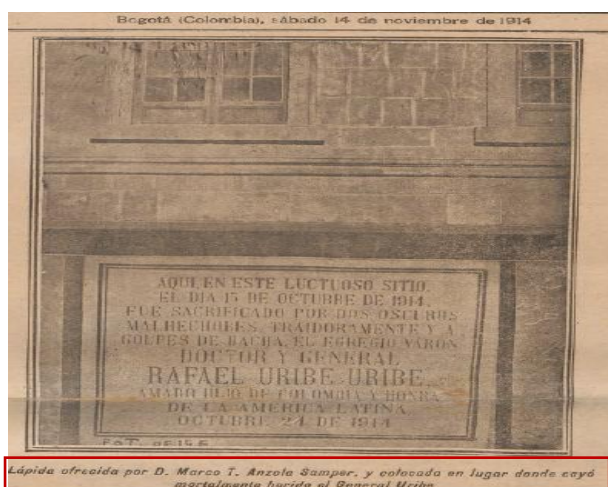 Bogotá (Colombia), sábado 14 de noviembre de 1914
AQUI, EN ESTE LUCTUOSO SITIO,
EL DIA 15 DE OCTUBRE DE 1914,
FUE SACRIFICADO POR DOS OSCUROS
MALHECHORES, TRAIDORAMENTE Y A
GOLPES DE HACHA, EL EGREGIO VARON
DOCTOR Y GENERAL
RAFAEL URIBE URIBE,
AMADO HIJO DE COLOMBIA Y HONRA
DE LA AMERICA LATINA.
OCTUBRE 24 DE 1914
FOT.
Lápida ofrecida por D. Marco T. Anzola Samper, y colocada en lugar donde cayó
mortalmente herido el General Uribe